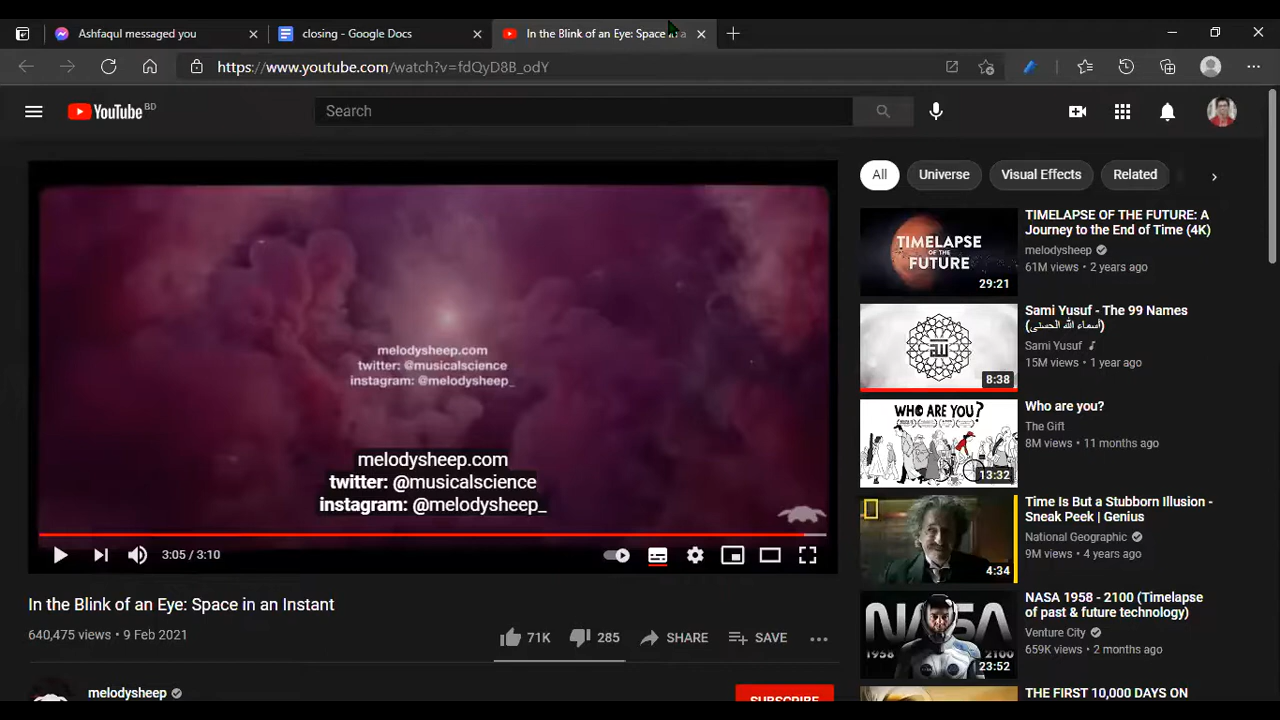 Ashfaqul messaged you
closing - Google Docs
In the Blink of an Eye: Space in a
https://www.youtube.com/watch?v=fdQyD8B_odY
YouTube BD
Search
melodysheep.com
twitter: @musicalscience
instagram: @melodysheep_
melodysheep.com
twitter: @musicalscience
instagram: @melodysheep_
3:05 / 3:10
In the Blink of an Eye: Space in an Instant
640,475 views • 9 Feb 2021
71K
285
SHARE
SAVE
melodysheep
SUBSCRIBE
All
Universe
Visual Effects
Related
TIMELAPSE OF THE FUTURE
29:21
TIMELAPSE OF THE FUTURE: A
Journey to the End of Time (4K)
melodysheep
61M views • 2 years ago
الله
8:38
Sami Yusuf - The 99 Names
(أسماء الله الحسنى)
Sami Yusuf
15M views • 1 year ago
WHO ARE YOU?
13:32
Who are you?
The Gift
8M views • 11 months ago
4:34
Time Is But a Stubborn Illusion -
Sneak Peek | Genius
National Geographic
9M views • 4 years ago
NASA
1958 - 2100
23:52
NASA 1958 - 2100 (Timelapse
of past & future technology)
Venture City
659K views • 2 months ago
THE FIRST 10,000 DAYS ON